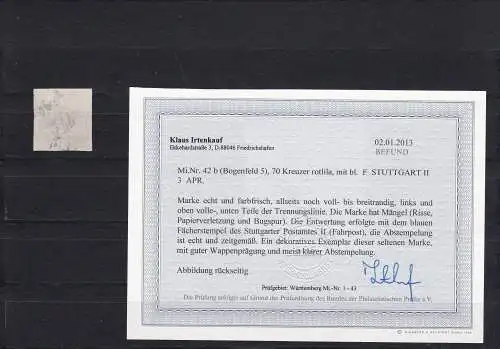 Klaus Irtenkauf
Ekkehardstraße 3, D-88046 Friedrichshafen
02.01.2013
BEFUND
Mi.Nr. 42 b (Bogenfeld 5), 70 Kreuzer rotlila, mit bl. F STUTTGART II
3 APR.
Marke echt und farbfrisch, allseits noch voll- bis breitrandig, links und
oben voll-, unten Teile der Trennungslinie. Die Marke hat Mängel (Risse,
Papierverletzung und Bugspur). Die Entwertung erfolgte mit dem blauen
Fächerstempel des Stuttgarter Postamtes II (Fahrpost), die Abstempelung
ist echt und zeitgemäß. Ein dekoratives Exemplar dieser seltenen Marke,
mit guter Wappenprägung und meist klarer Abstempelung.
Abbildung rückseitig
Prüfgebiet: Württemberg Mi.-Nr. 1 - 43
Die Prüfung erfolgte auf Grund der Prüfordnung des Bundes der Philatelistischen Prüfer e.V.